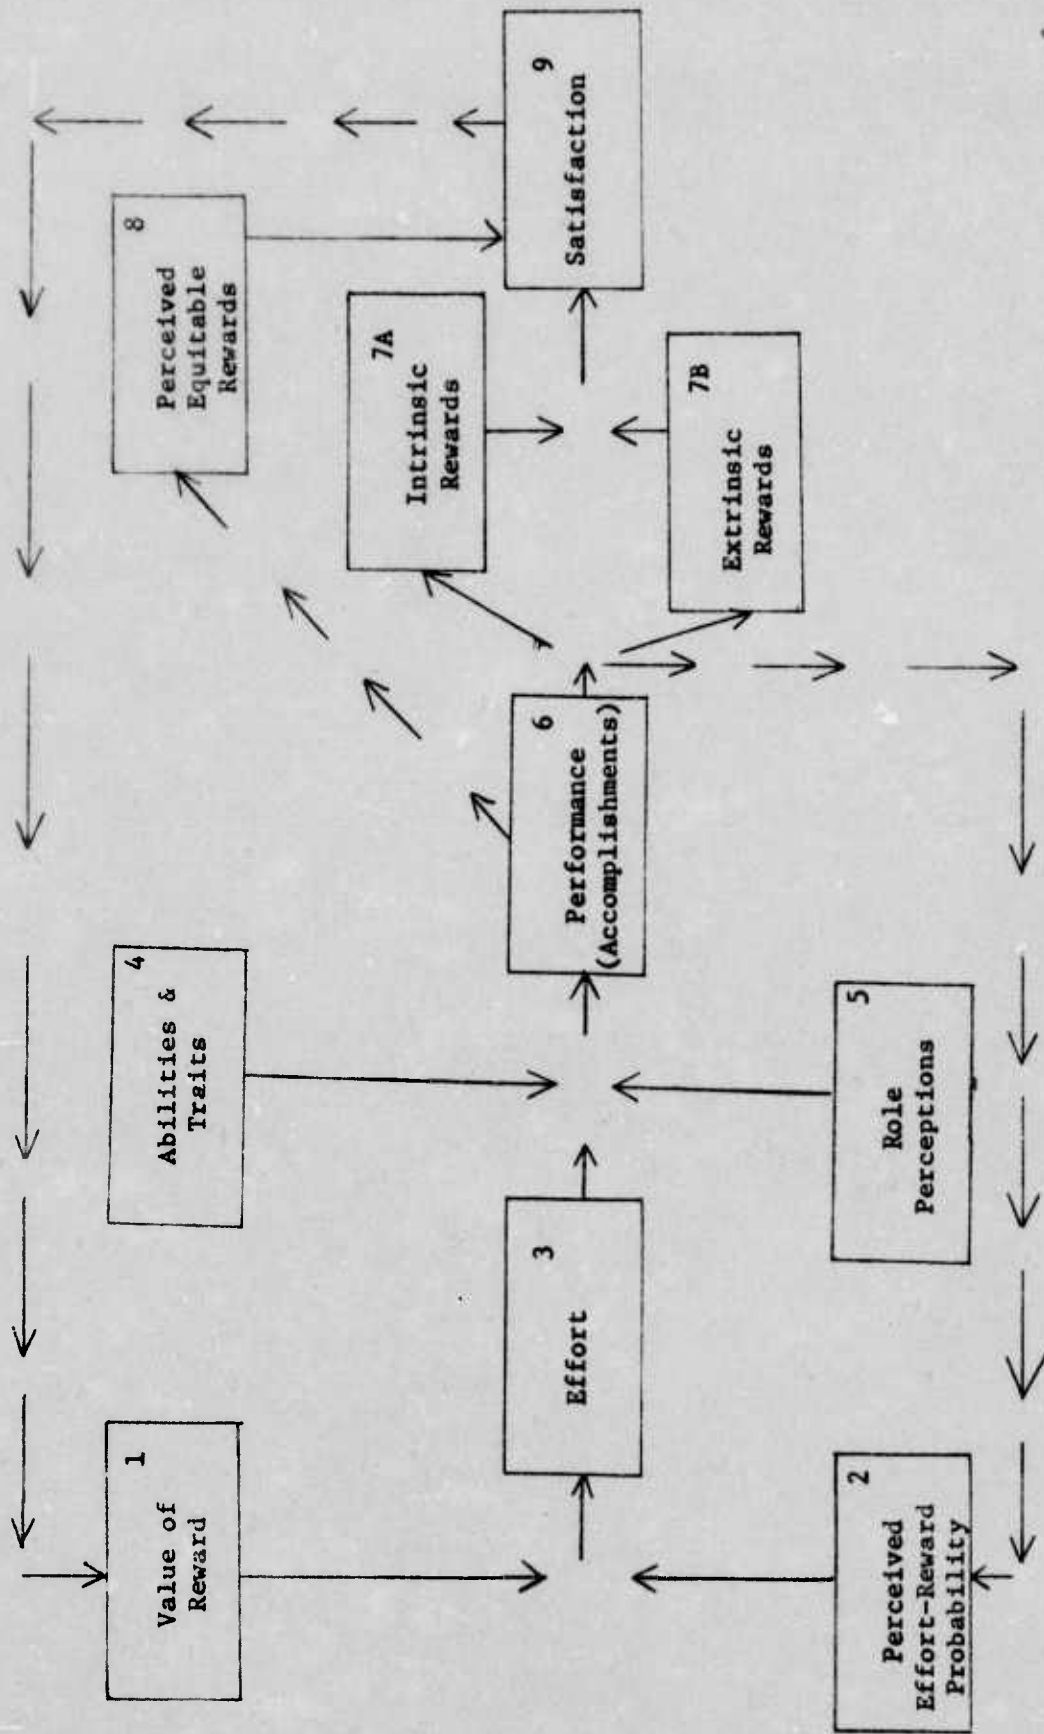 1
Value of
Reward
4
Abilities &
Traits
8
Perceived
Equitable
Rewards
7A
Intrinsic
Rewards
3
Effort
6
Performance
(Accomplishments)
9
Satisfaction
7B
Extrinsic
Rewards
2
Perceived
Effort-Reward
Probability
5
Role
Perceptions